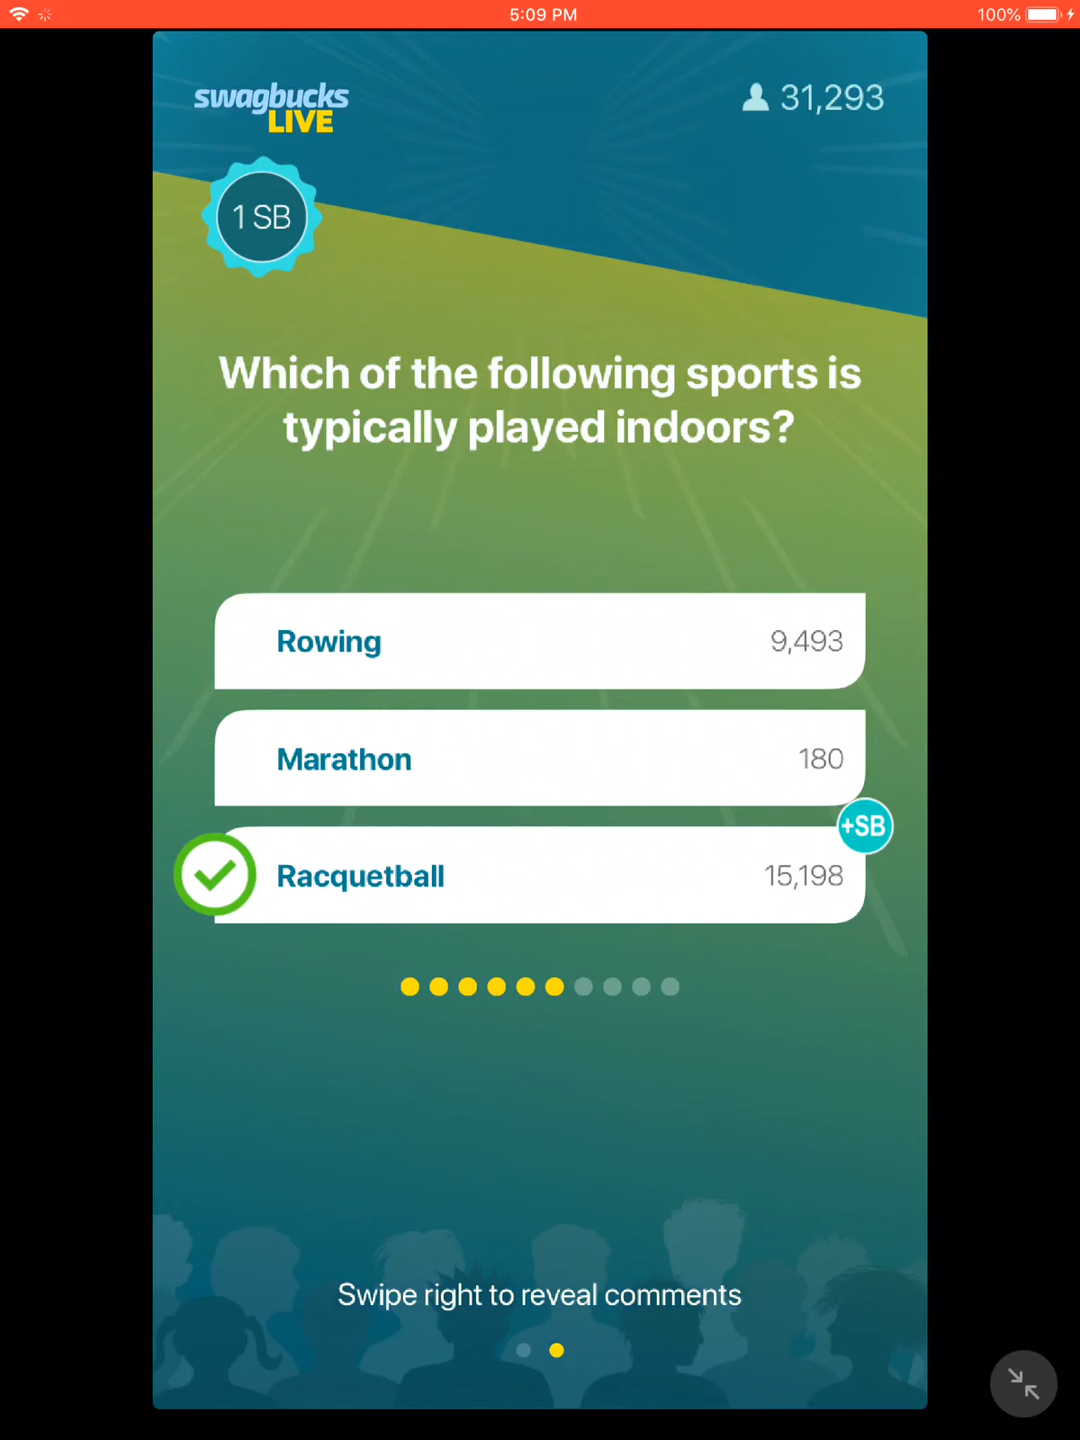 5:09 PM
100%
swagbucks
LIVE
31,293
1 SB
Which of the following sports is
typically played indoors?
Rowing 9,493
Marathon 180
+SB
Racquetball 15,198
Swipe right to reveal comments